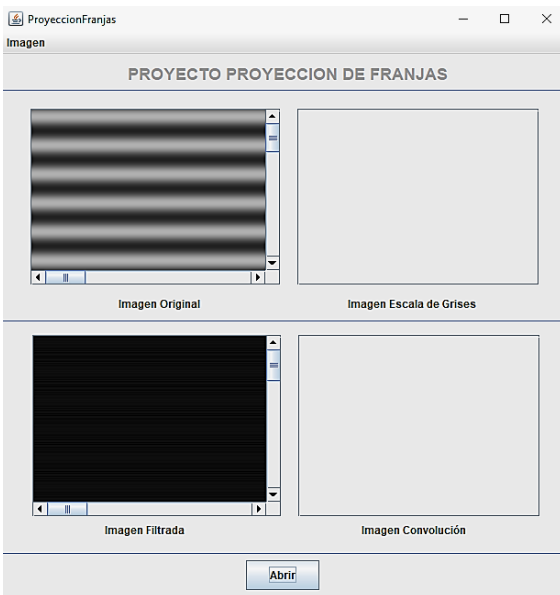 ProyeccionFranjas
Imagen
PROYECTO PROYECCION DE FRANJAS
Imagen Original
Imagen Escala de Grises
Imagen Filtrada
Imagen Convolución
Abrir